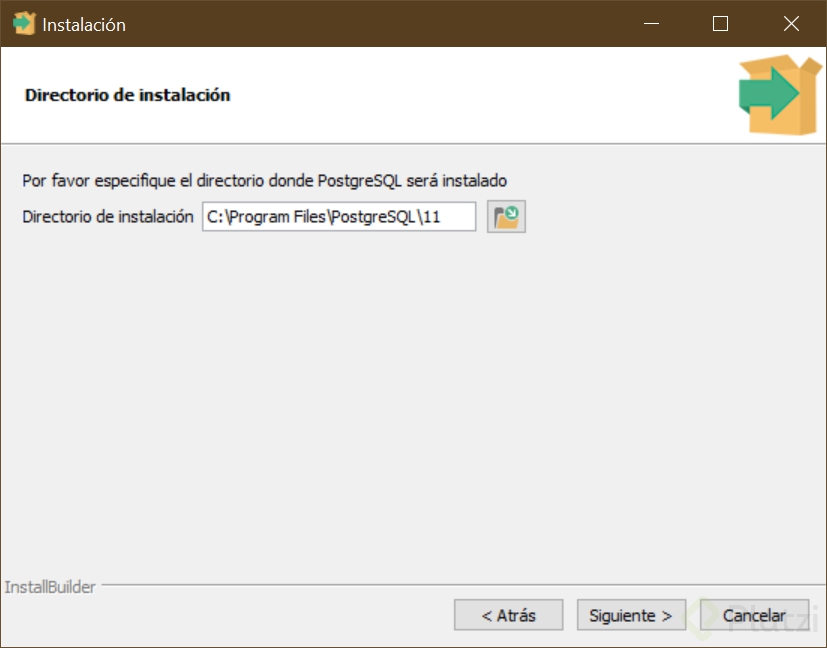 Instalación
Directorio de instalación
Por favor especifique el directorio donde PostgreSQL será instalado
Directorio de instalación C:\Program Files\PostgreSQL\11
InstallBuilder
< Atrás Siguiente > Cancelar
Platzi